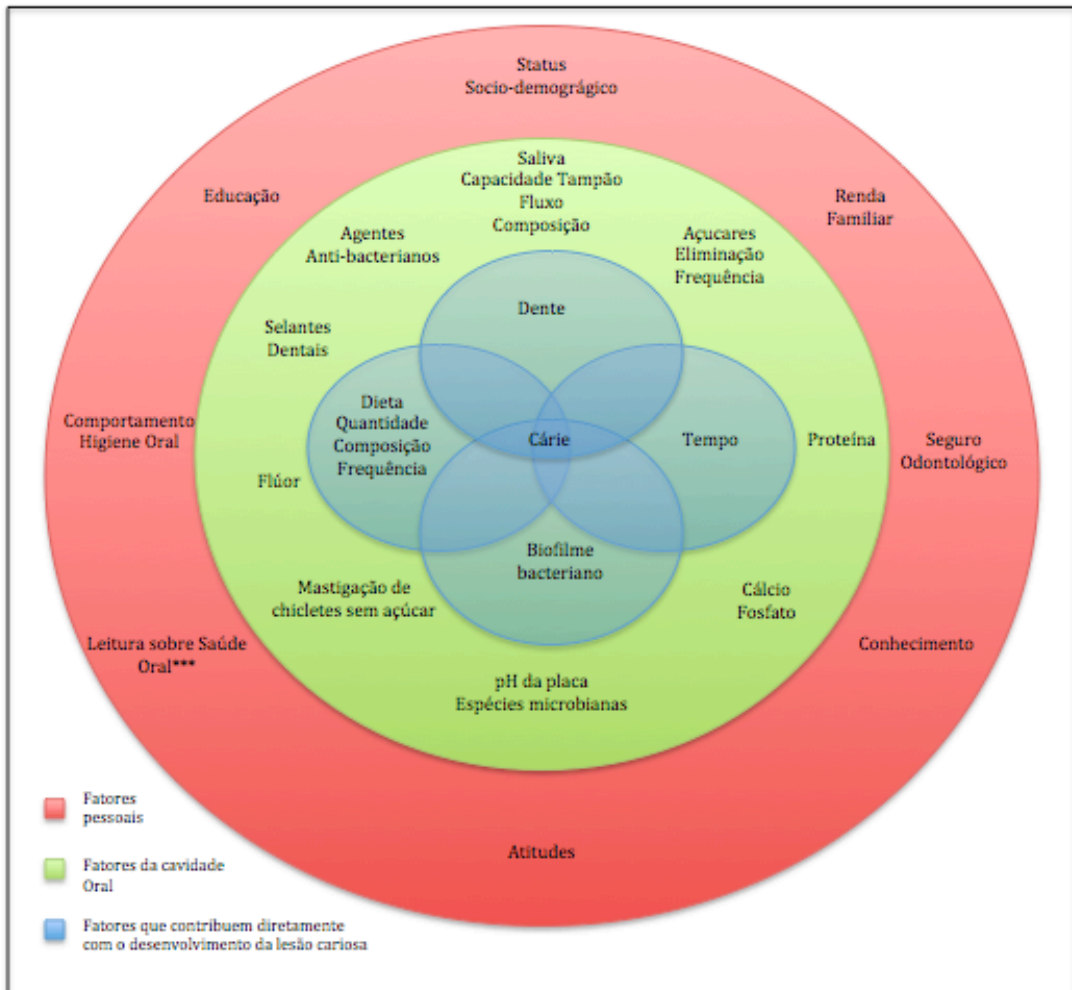 Status
Socio-demográgico
Educação
Renda
Familiar
Saliva
Capacidade Tampão
Fluxo
Composição
Agentes
Anti-bacterianos
Açucares
Eliminação
Frequência
Dente
Selantes
Dentais
Dieta
Quantidade
Composição
Frequência
Cárie
Tempo
Proteína
Comportamento
Higiene Oral
Seguro
Odontológico
Flúor
Biofilme
bacteriano
Mastigação de
chicletes sem açúcar
Cálcio
Fosfato
Leitura sobre Saúde
Oral***
Conhecimento
pH da placa
Espécies microbianas
Atitudes
Fatores
pessoais
Fatores da cavidade
Oral
Fatores que contribuem diretamente
com o desenvolvimento da lesão cariosa